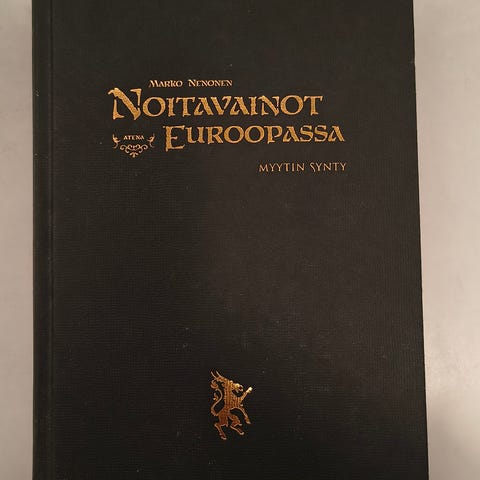 Marko Nenonen
Noitavainot
Atena
Euroopassa
Myytin synty